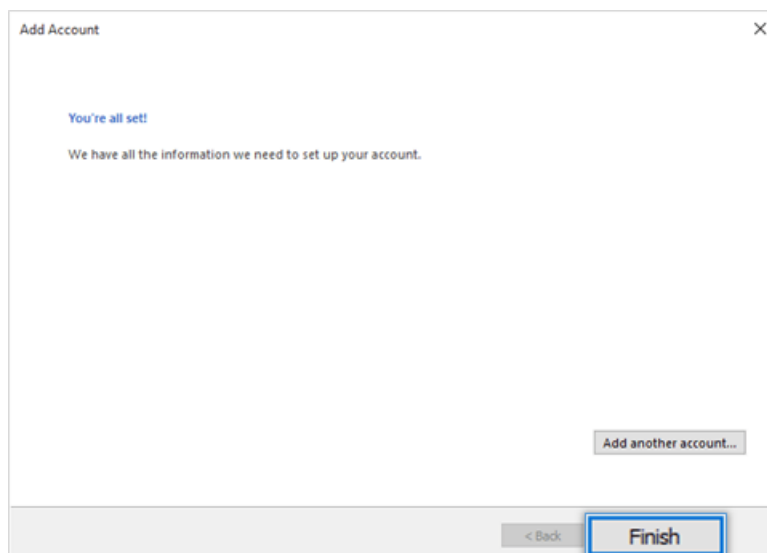 Add Account
You're all set!
We have all the information we need to set up your account.
Add another account...
< Back
Finish